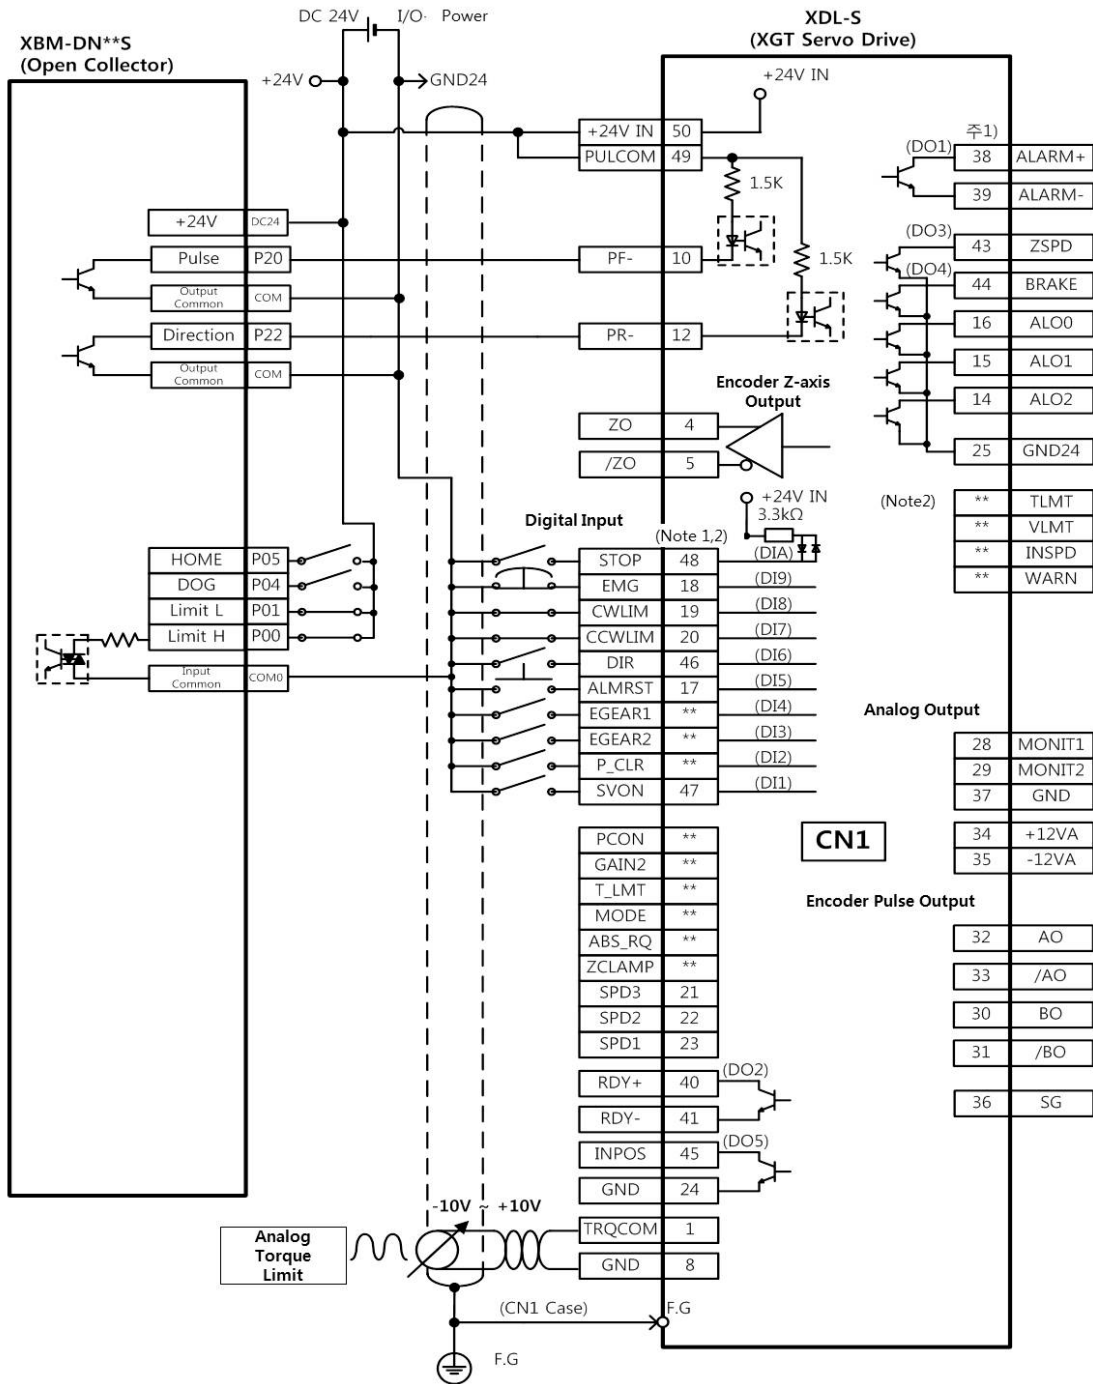 DC 24V I/O· Power
XDL-S
(XGT Servo Drive)
XBM-DN**S
(Open Collector)
+24V
GND24
+24V IN
+24V IN 50
PULCOM 49
1.5K
1.5K
주1)
(DO1)
38 ALARM+
39 ALARM-
(DO3)
43 ZSPD
(DO4)
44 BRAKE
16 ALO0
15 ALO1
14 ALO2
25 GND24
+24V DC24
Pulse P20
Output Common COM
Direction P22
Output Common COM
PF- 10
PR- 12
Encoder Z-axis
Output
ZO 4
/ZO 5
+24V IN
3.3kΩ
Digital Input
(Note 1,2)
(Note2)
** TLMT
** VLMT
** INSPD
** WARN
HOME P05
DOG P04
Limit L P01
Limit H P00
Input Common COM0
STOP 48 (DIA)
EMG 18 (DI9)
CWLIM 19 (DI8)
CCWLIM 20 (DI7)
DIR 46 (DI6)
ALMRST 17 (DI5)
EGEAR1 ** (DI4)
EGEAR2 ** (DI3)
P_CLR ** (DI2)
SVON 47 (DI1)
Analog Output
28 MONIT1
29 MONIT2
37 GND
34 +12VA
35 -12VA
CN1
PCON **
GAIN2 **
T_LMT **
MODE **
ABS_RQ **
ZCLAMP **
SPD3 21
SPD2 22
SPD1 23
Encoder Pulse Output
32 AO
33 /AO
30 BO
31 /BO
36 SG
RDY+ 40 (DO2)
RDY- 41
INPOS 45 (DO5)
GND 24
-10V ~ +10V
TRQCOM 1
GND 8
Analog
Torque
Limit
(CN1 Case)
F.G
F.G